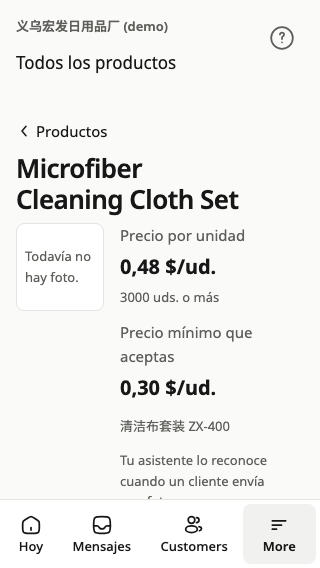 义乌宏发日用品厂 (demo)
Todos los productos
Productos
Microfiber
Cleaning Cloth Set
Todavía no
hay foto.
Precio por unidad
0,48 $/ud.
3000 uds. o más
Precio mínimo que
aceptas
0,30 $/ud.
清洁布套装 ZX-400
Tu asistente lo reconoce
cuando un cliente envía
Hoy
Mensajes
Customers
More